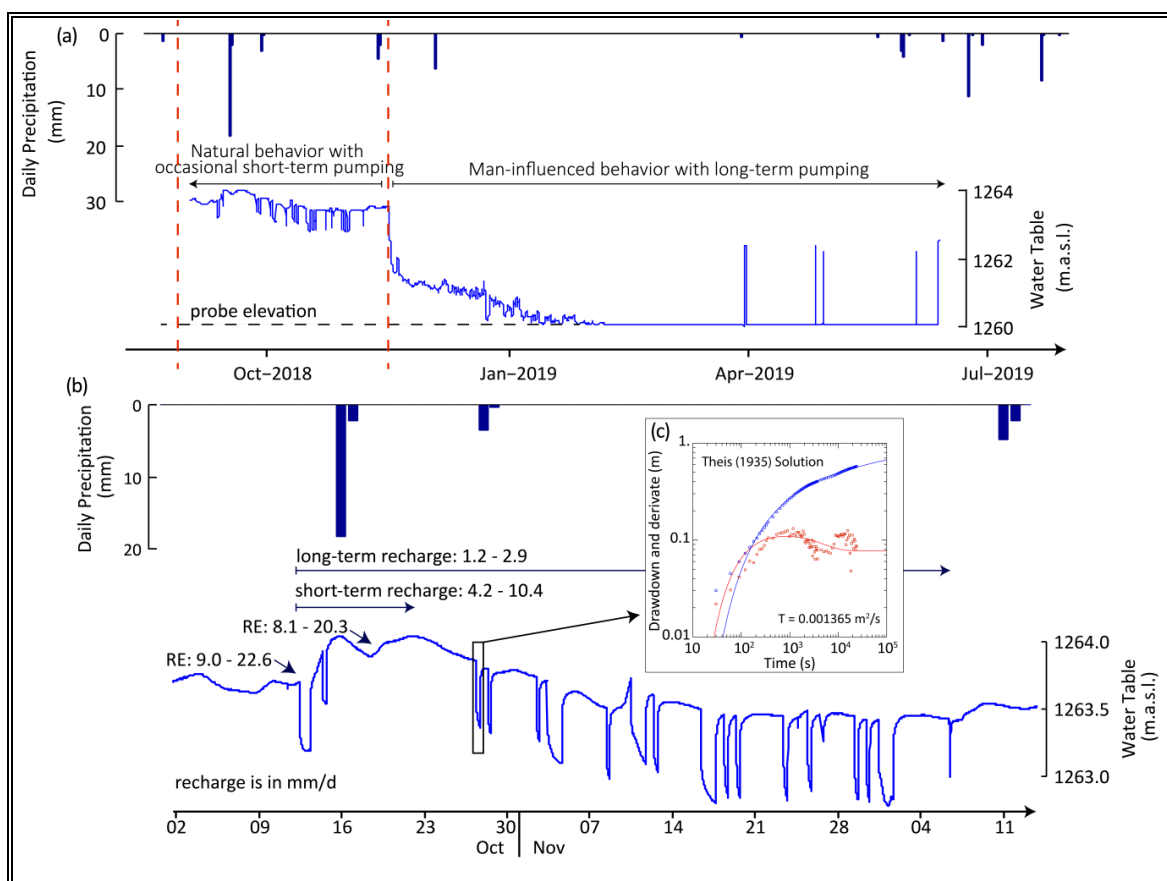 (a)
0
10
20
30
Daily Precipitation
(mm)
Natural behavior with
occasional short-term pumping
Man-influenced behavior with long-term pumping
1264
1262
1260
Water Table
(m.a.s.l.)
probe elevation
Oct–2018
Jan–2019
Apr–2019
Jul–2019
(b)
0
10
20
Daily Precipitation
(mm)
(c)
Theis (1935) Solution
1.
0.1
0.01
Drawdown and derivate (m)
T = 0.001365 m²/s
10 10² 10³ 10⁴ 10⁵
Time (s)
long-term recharge: 1.2 - 2.9
short-term recharge: 4.2 - 10.4
RE: 8.1 - 20.3
RE: 9.0 - 22.6
1264.0
1263.5
1263.0
Water Table
(m.a.s.l.)
recharge is in mm/d
02 09 16 23 30 07 14 21 28 04 11
Oct Nov